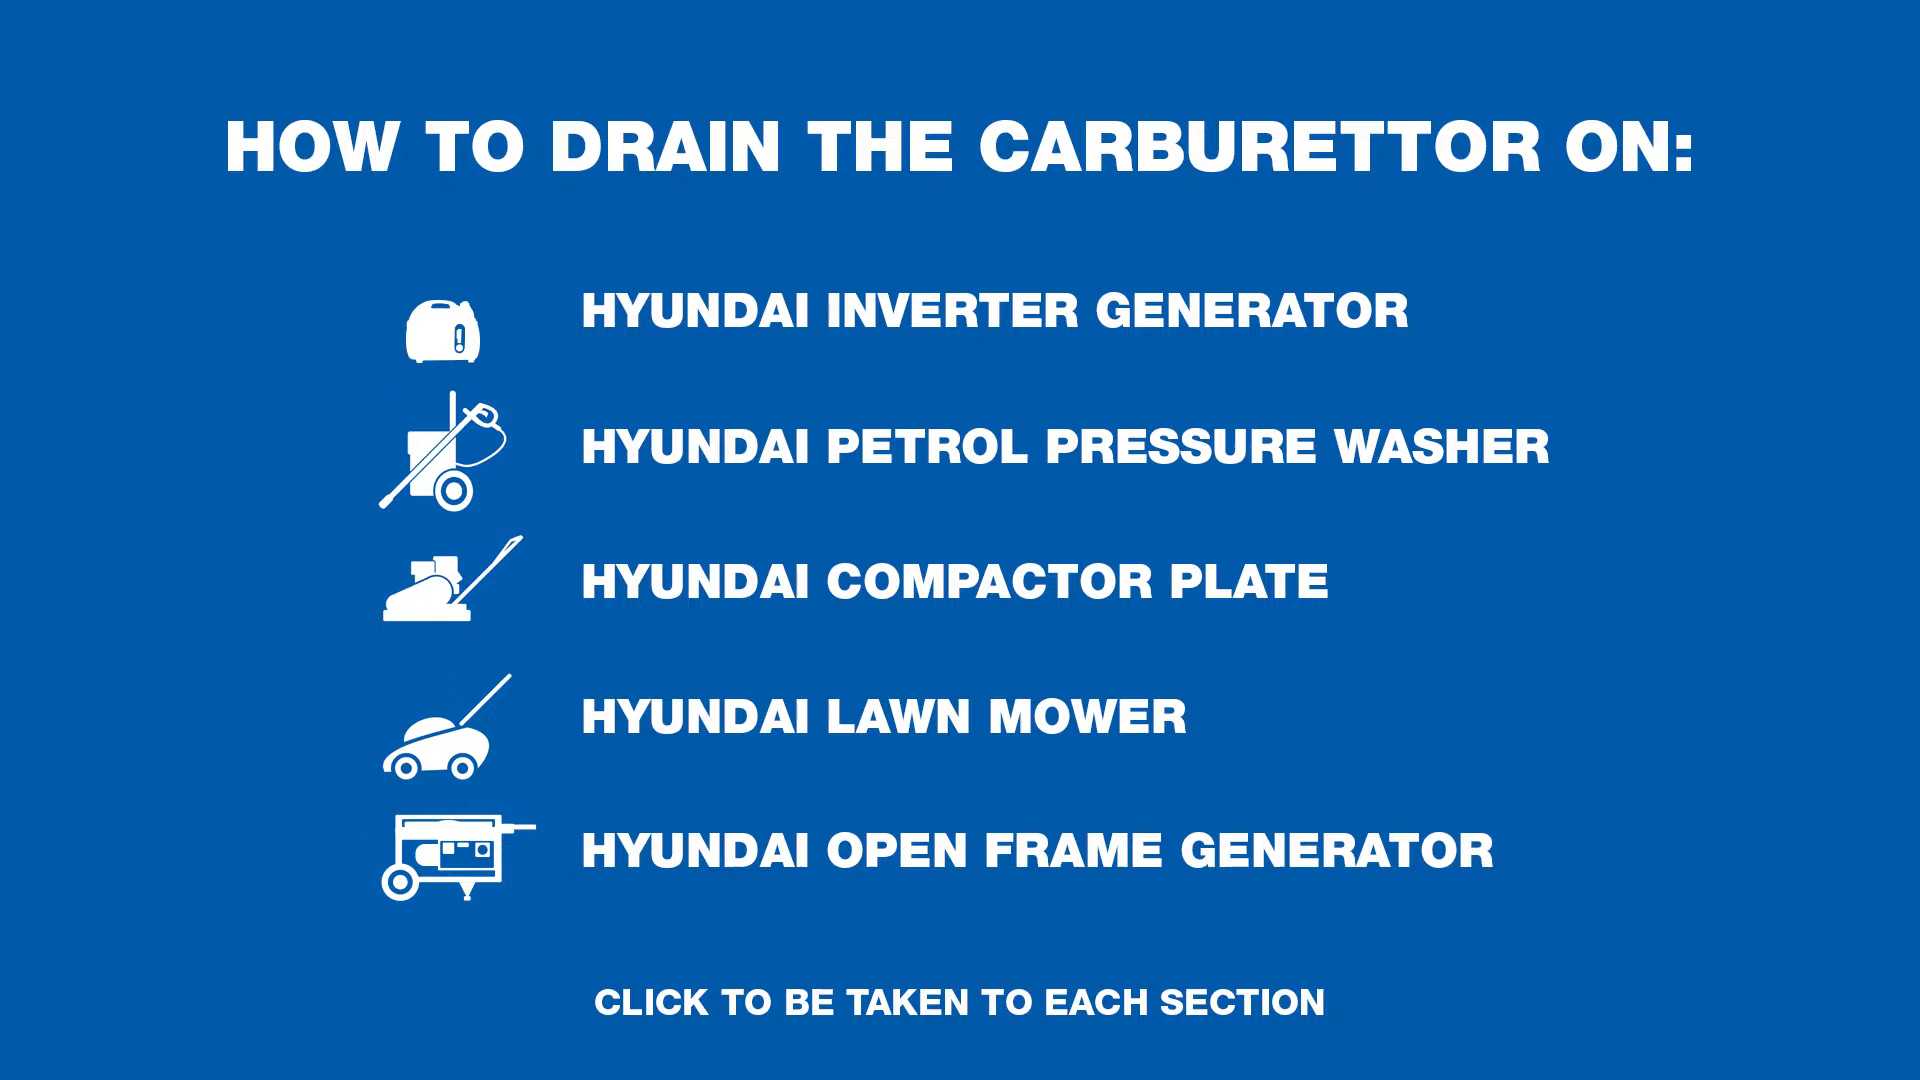 HOW TO DRAIN THE CARBURETTOR ON:
HYUNDAI INVERTER GENERATOR
HYUNDAI PETROL PRESSURE WASHER
HYUNDAI COMPACTOR PLATE
HYUNDAI LAWN MOWER
HYUNDAI OPEN FRAME GENERATOR
CLICK TO BE TAKEN TO EACH SECTION